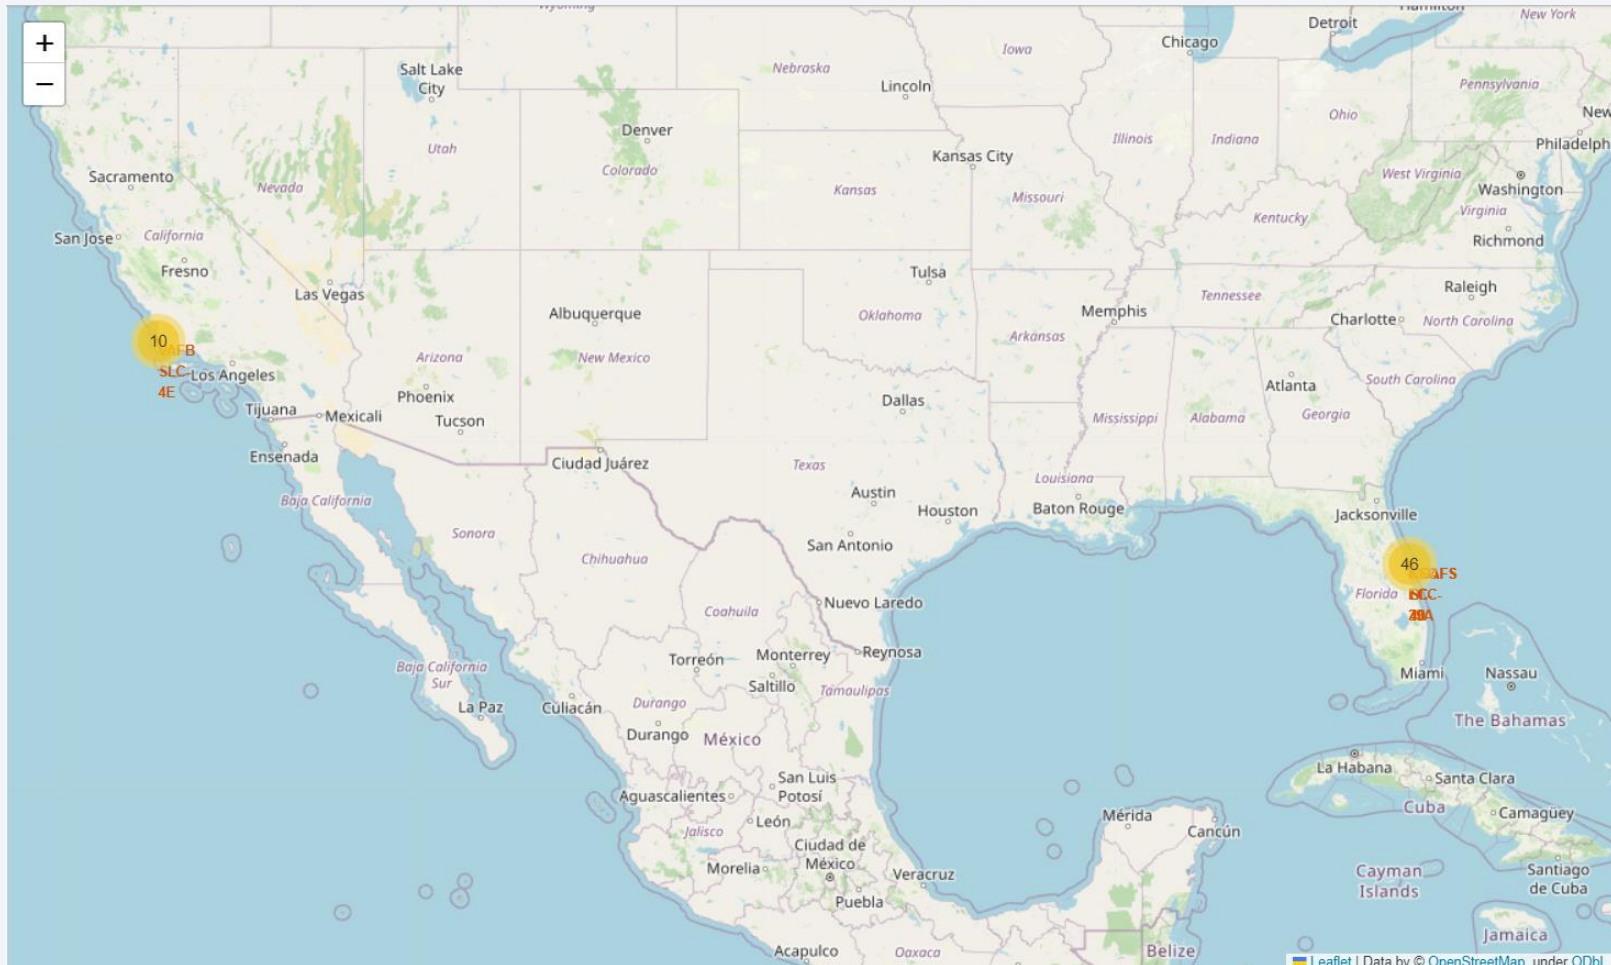 Wyoming
Hamilton
New York
Detroit
+
Chicago
Iowa
Salt Lake
City
Nebraska
−
Lincoln
Pennsylvania
New
Ohio
Denver
Illinois
Indiana
Philadelph
Utah
Kansas City
Colorado
West Virginia
Sacramento
Nevada
Kansas
Missouri
Washington
Kentucky
Virginia
San Jose
California
Richmond
Fresno
Tulsa
Las Vegas
Raleigh
Tennessee
Albuquerque
Oklahoma
Memphis
Charlotte
North Carolina
Arkansas
10
Arizona
New Mexico
SLC-
Los Angeles
4E
Phoenix
Atlanta
South Carolina
Dallas
Tijuana
Mexicali
Tucson
Mississippi
Alabama
Georgia
Ensenada
Ciudad Juárez
Texas
Louisiana
Baja California
Austin
Houston
Baton Rouge
Jacksonville
Sonora
San Antonio
Chihuahua
46
Florida
Coahuila
Nuevo Laredo
Torreón
Monterrey
Reynosa
Baja California
Sur
Saltillo
Tamaulipas
Miami
Nassau
La Paz
Culiacán
Durango
Durango
México
The Bahamas
La Habana
Santa Clara
San Luis
Potosí
Aguascalientes
Cuba
Camagüey
León
Mérida
Cancún
Jalisco
Ciudad de
México
Morelia
Veracruz
Cayman
Islands
Santiago
de Cuba
Puebla
Jamaica
Acapulco
Oaxaca
Belize
Leaflet | Data by © OpenStreetMap, under ODbL